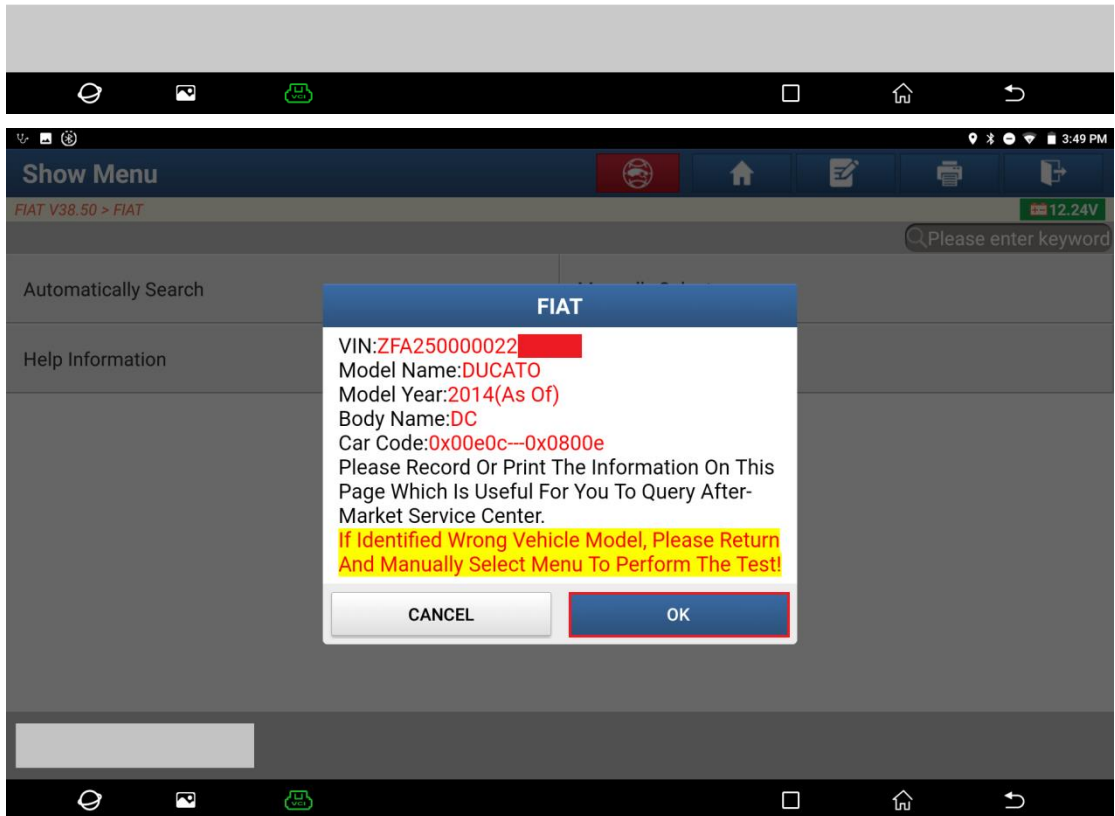 VCI
3:49 PM
Show Menu
FIAT V38.50 > FIAT
12.24V
Please enter keyword
Automatically Search
Help Information
FIAT
VIN:ZFA250000022
Model Name:DUCATO
Model Year:2014(As Of)
Body Name:DC
Car Code:0x00e0c---0x0800e
Please Record Or Print The Information On This
Page Which Is Useful For You To Query After-
Market Service Center.
If Identified Wrong Vehicle Model, Please Return
And Manually Select Menu To Perform The Test!
CANCEL
OK
VCI